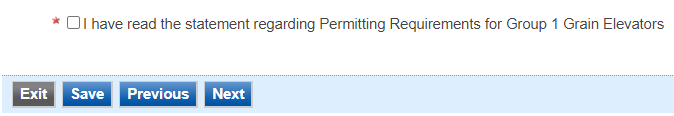 * I have read the statement regarding Permitting Requirements for Group 1 Grain Elevators
Exit Save Previous Next